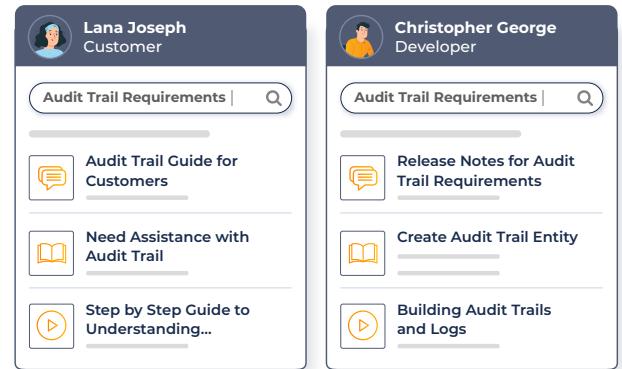 Lana Joseph
Customer
Audit Trail Requirements
Audit Trail Guide for
Customers
Need Assistance with
Audit Trail
Step by Step Guide to
Understanding...
Christopher George
Developer
Audit Trail Requirements
Release Notes for Audit
Trail Requirements
Create Audit Trail Entity
Building Audit Trails
and Logs